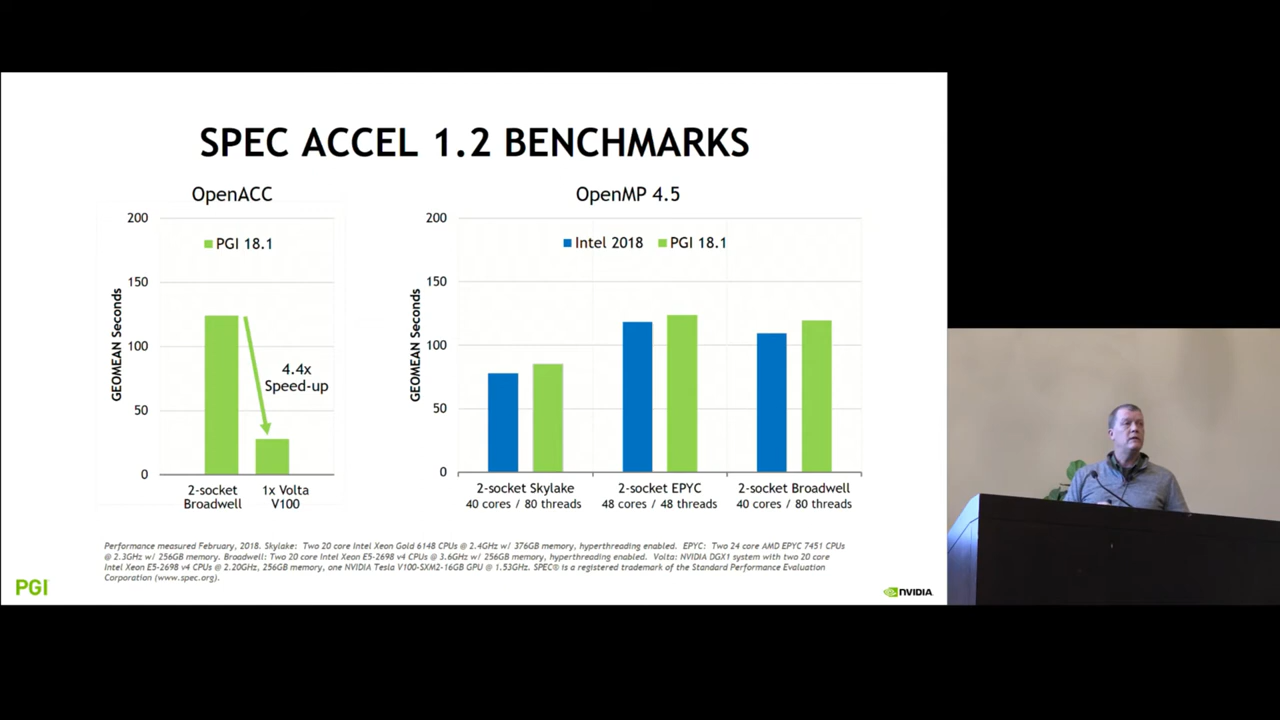 SPEC ACCEL 1.2 BENCHMARKS
OpenACC
200
150
100
50
0
GEOMEAN Seconds
PGI 18.1
4.4x
Speed-up
2-socket
Broadwell
1x Volta
V100
OpenMP 4.5
200
150
100
50
0
GEOMEAN Seconds
Intel 2018 PGI 18.1
2-socket Skylake
40 cores / 80 threads
2-socket EPYC
48 cores / 48 threads
2-socket Broadwell
40 cores / 80 threads
Performance measured February, 2018. Skylake: Two 20 core Intel Xeon Gold 6148 CPUs @ 2.4GHz w/ 376GB memory, hyperthreading enabled. EPYC: Two 24 core AMD EPYC 7451 CPUs
@ 2.3GHz w/ 256GB memory. Broadwell: Two 20 core Intel Xeon E5-2698 v4 CPUs @ 3.6GHz w/ 256GB memory, hyperthreading enabled. Volta: NVIDIA DGX1 system with two 20 core
Intel Xeon E5-2698 v4 CPUs @ 2.20GHz, 256GB memory, one NVIDIA Tesla V100-SXM2-16GB GPU @ 1.53GHz. SPEC® is a registered trademark of the Standard Performance Evaluation
Corporation (www.spec.org).
PGI
NVIDIA